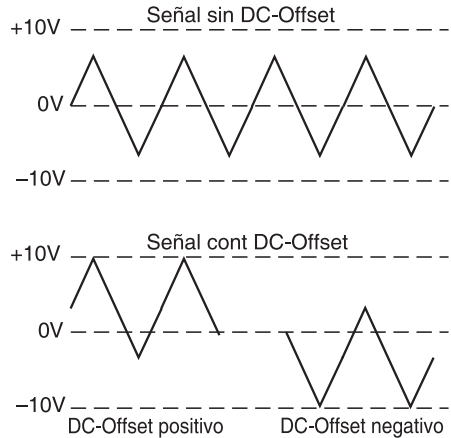 Señal sin DC-Offset
+10V
0V
–10V
Señal cont DC-Offset
+10V
0V
–10V
DC-Offset positivo
DC-Offset negativo